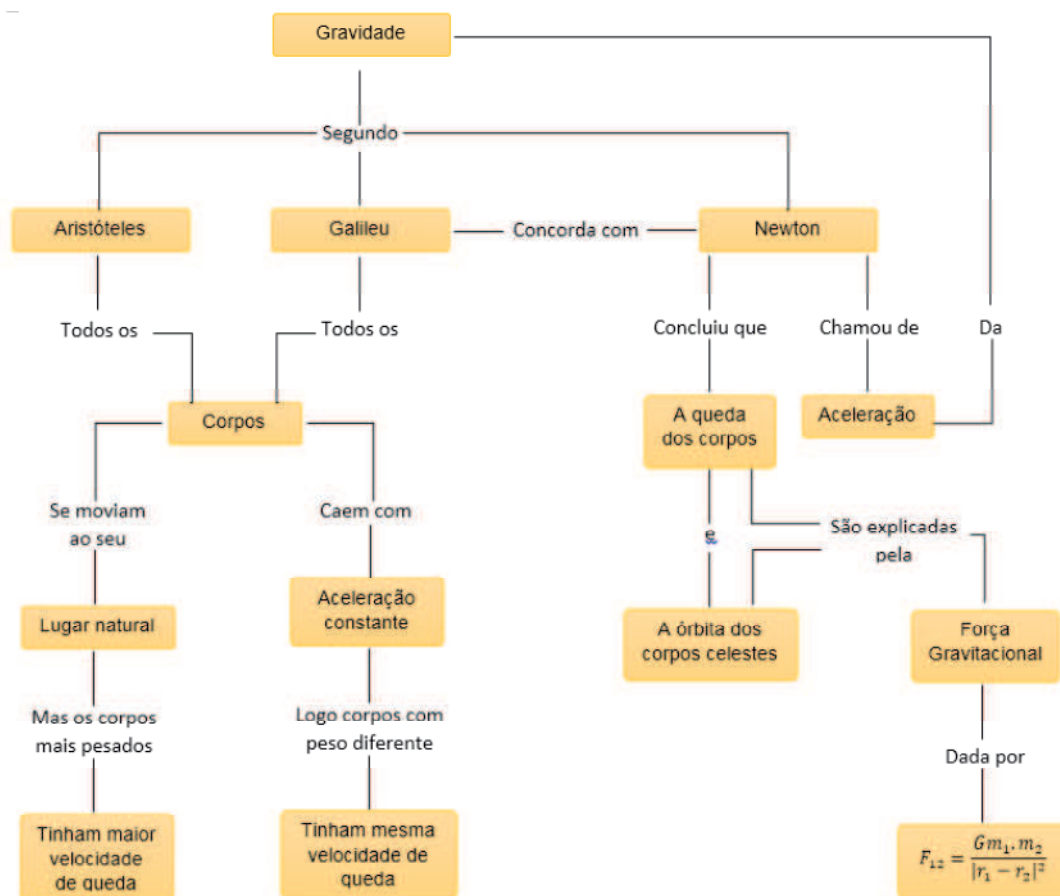 Gravidade
Segundo
Aristóteles
Galileu
Concorda com
Newton
Todos os
Todos os
Concluiu que
Chamou de
Da
Corpos
A queda
dos corpos
Aceleração
Se moviam
ao seu
Caem com
e
São explicadas
pela
Lugar natural
Aceleração
constante
A órbita dos
corpos celestes
Força
Gravitacional
Mas os corpos
mais pesados
Logo corpos com
peso diferente
Dada por
Tinham maior
velocidade
de queda
Tinham mesma
velocidade de
queda
F₁₂ = Gm₁.m₂ / |r₁ − r₂|²